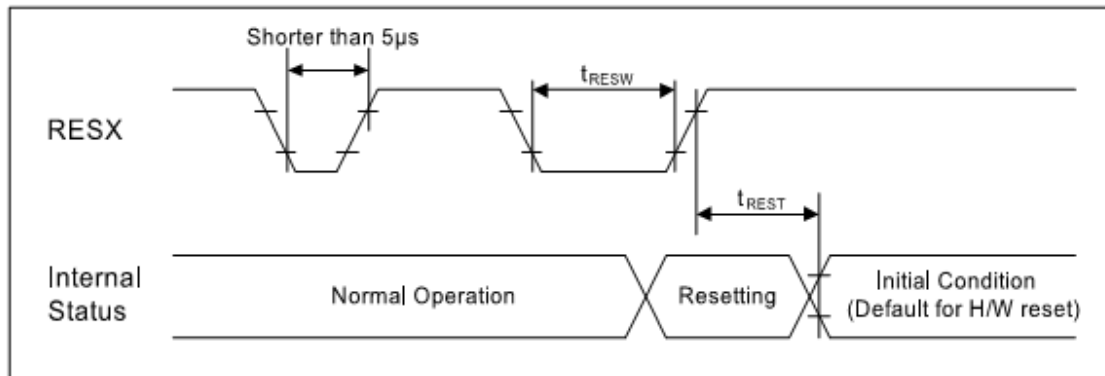 Shorter than 5µs
tRESW
RESX
tREST
Internal
Status
Normal Operation
Resetting
Initial Condition
(Default for H/W reset)